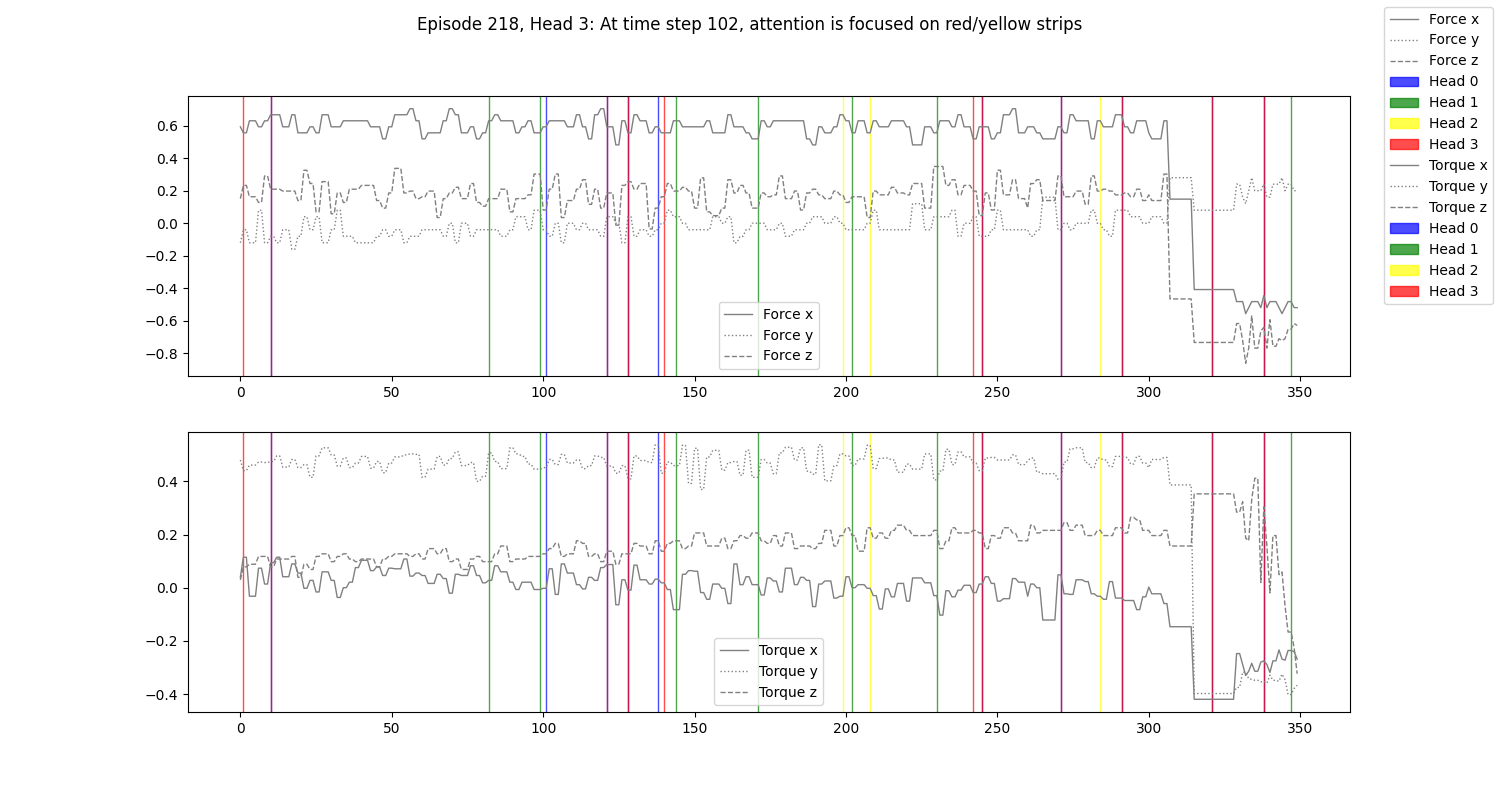 Episode 218, Head 3: At time step 102, attention is focused on red/yellow strips
Force x
Force y
Force z
Head 0
Head 1
Head 2
Head 3
Torque x
Torque y
Torque z
Head 0
Head 1
Head 2
Head 3
0.6
0.4
0.2
0.0
−0.2
−0.4
−0.6
−0.8
Force x
Force y
Force z
0 50 100 150 200 250 300 350
0.4
0.2
0.0
−0.2
−0.4
Torque x
Torque y
Torque z
0 50 100 150 200 250 300 350